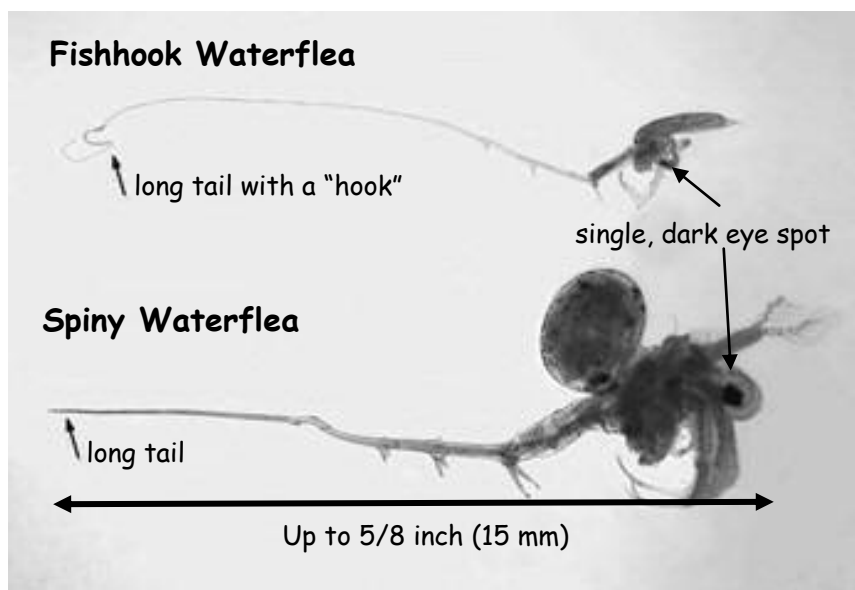 Fishhook Waterflea
long tail with a “hook”
single, dark eye spot
Spiny Waterflea
long tail
Up to 5/8 inch (15 mm)